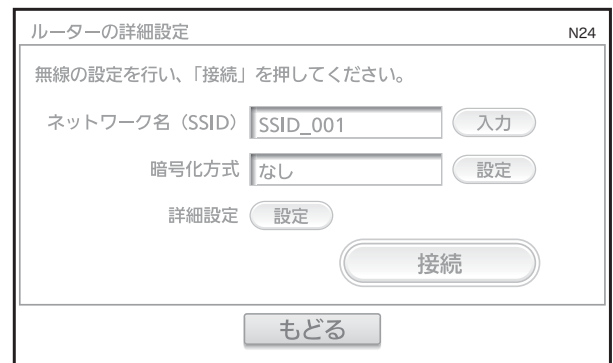 ルーターの詳細設定 N24
無線の設定を行い、「接続」を押してください。
ネットワーク名（SSID） SSID_001 入力
暗号化方式 なし 設定
詳細設定 設定
接続
もどる